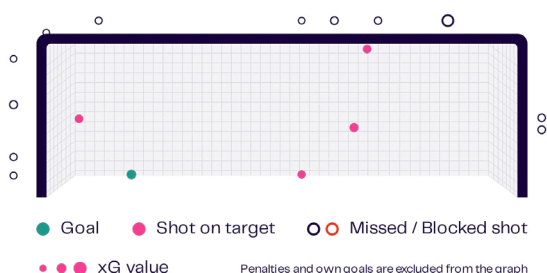 Goal
Shot on target
Missed / Blocked shot
xG value
Penalties and own goals are excluded from the graph